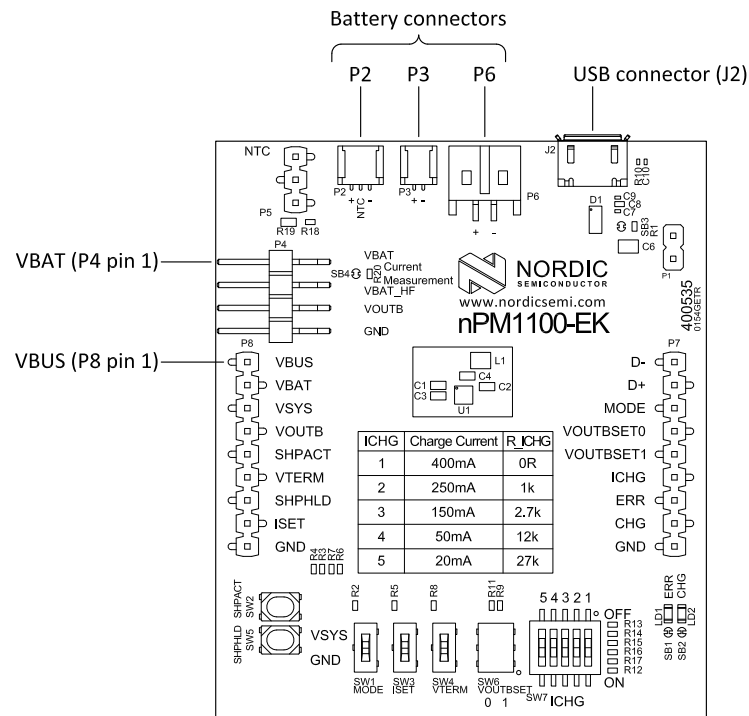 Battery connectors
P2 P3 P6 USB connector (J2)
NTC
J2
R10
C10
P2
+ NTC -
P3
+ -
P6
+ -
P5
R19 R18
D1
C9
C8
C7
SB3
R1
C6
P1
P4
VBAT (P4 pin 1)
VBAT
SB4 R20 Current
Measurement
VBAT_HF
VOUTB
GND
NORDIC
SEMICONDUCTOR
www.nordicsemi.com
nPM1100-EK
400535
0154GETR
VBUS (P8 pin 1)
P8
VBUS
VBAT
VSYS
VOUTB
SHPACT
VTERM
SHPHLD
ISET
GND
L1
C4
C1 C2
C3
U1
P7
D-
D+
MODE
VOUTBSET0
VOUTBSET1
ICHG
ERR
CHG
GND
ICHG Charge Current R_ICHG
1 400mA 0R
2 250mA 1k
3 150mA 2.7k
4 50mA 12k
5 20mA 27k
R4 R3 R7 R6
SHPACT
SW2
SHPHLD
SW5
R2 R5 R8 R11 R9
VSYS
GND
SW1
MODE
SW3
ISET
SW4
VTERM
SW6
VOUTBSET
0 1
5 4 3 2 1
OFF
R13
R14
R15
R16
R17
R12
ON
SW7 ICHG
ERR CHG
LD1 LD2
SB1 SB2